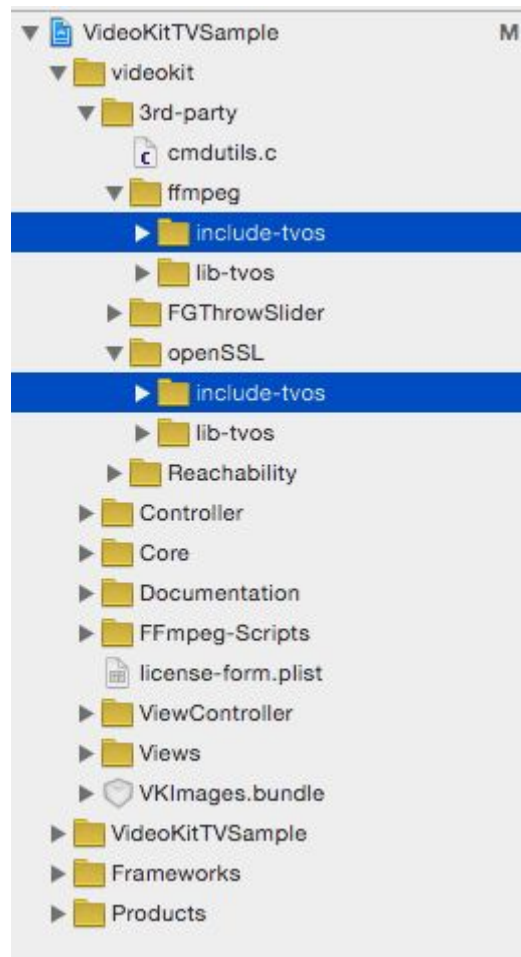 VideoKitTVSample M
videokit
3rd-party
c cmdutils.c
ffmpeg
include-tvos
lib-tvos
FGThrowSlider
openSSL
include-tvos
lib-tvos
Reachability
Controller
Core
Documentation
FFmpeg-Scripts
license-form.plist
ViewController
Views
VKImages.bundle
VideoKitTVSample
Frameworks
Products